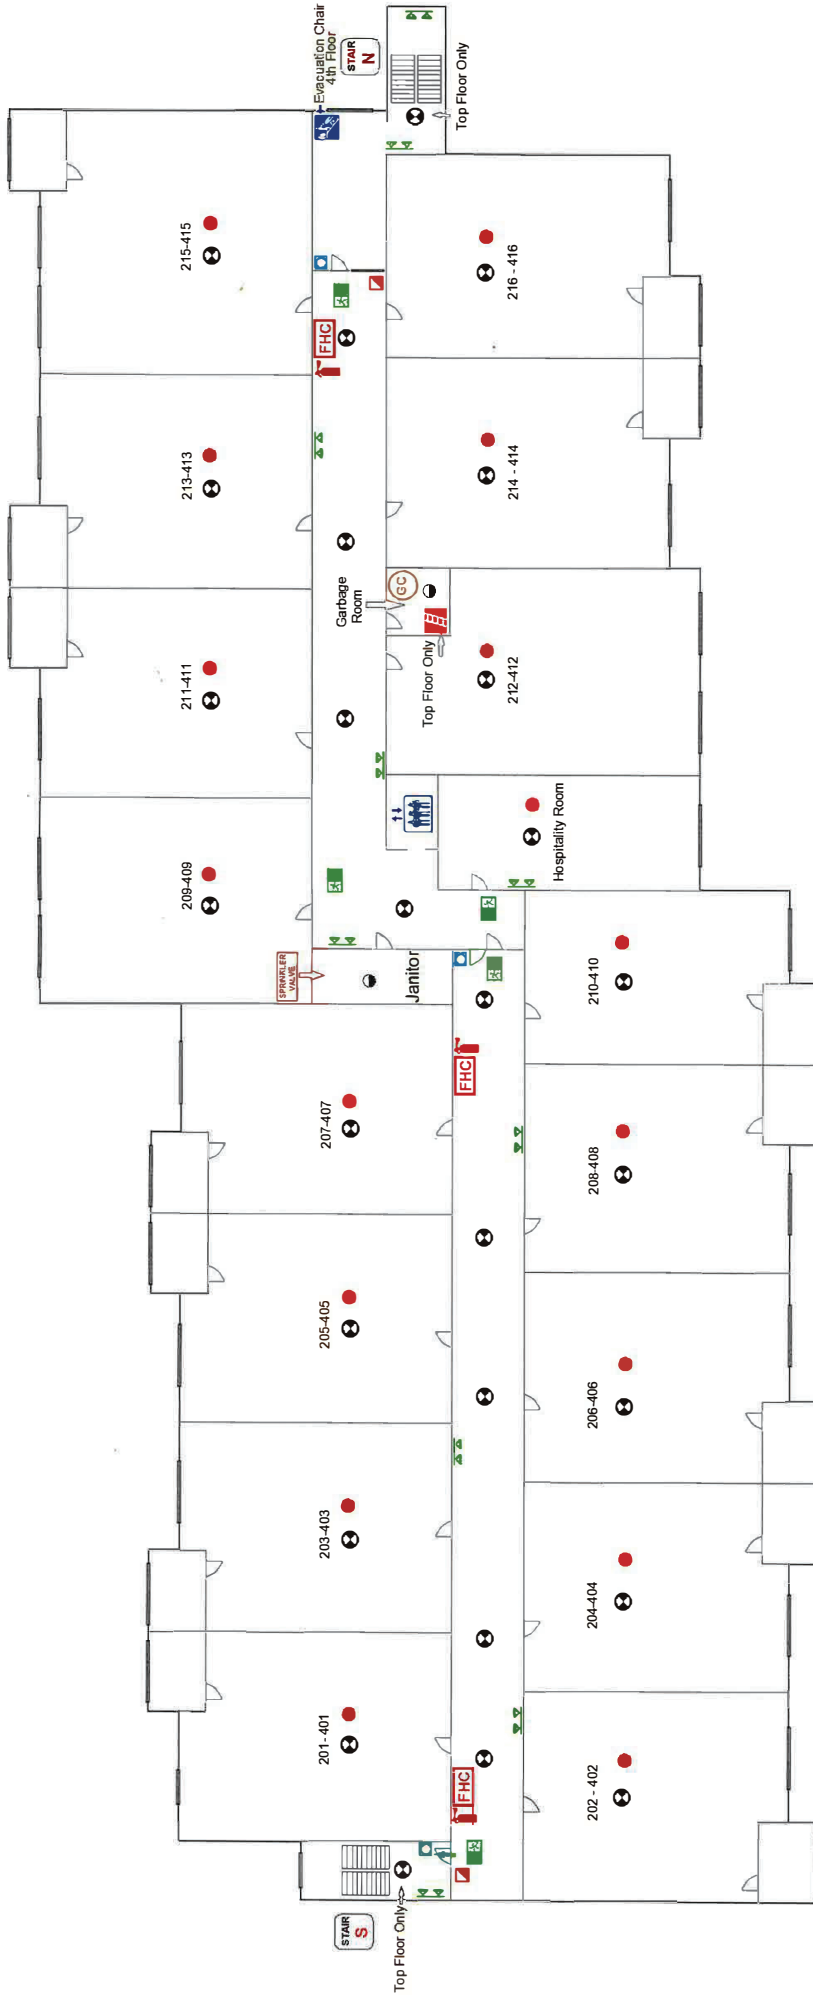 Evacuation Chair
4th Floor
STAIR
N
Top Floor Only
215-415
216 - 416
FHC
213-413
214 - 414
Garbage
Room
GC
Top Floor Only
211-411
212-412
209-409
Hospitality Room
SPRINKLER
VALVE
Janitor
210-410
FHC
207-407
208-408
205-405
206-406
203-403
204-404
201-401
202 - 402
FHC
STAIR
S
Top Floor Only